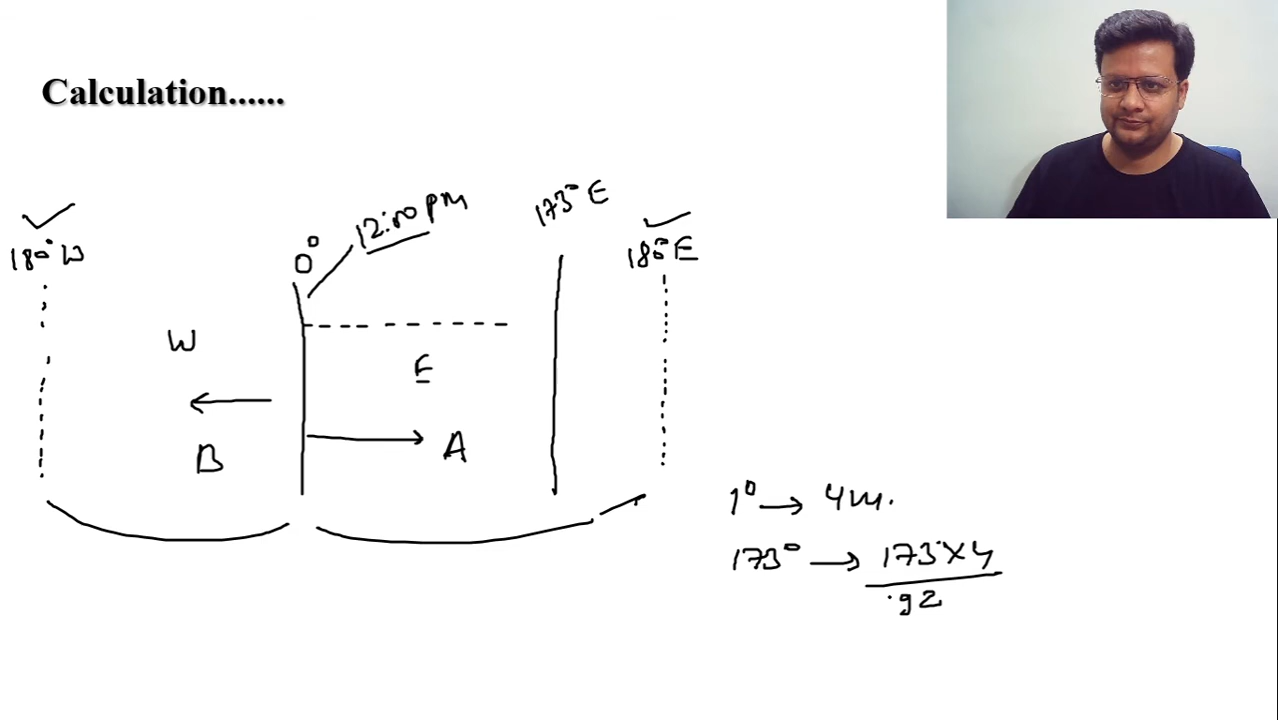 Calculation......
180° W
0°
12:00 PM
173° E
180° E
W
E
B
A
1° → 4m.
173° → 173×4
92